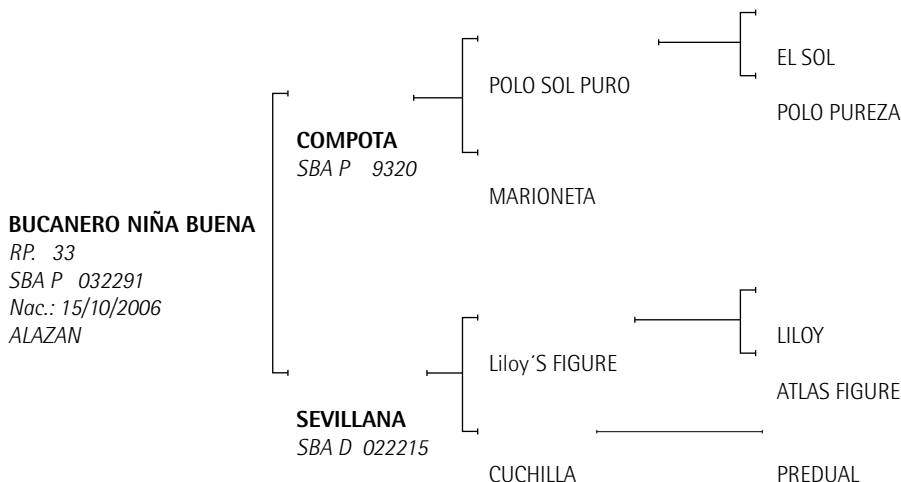 EL SOL
POLO SOL PURO
POLO PUREZA
COMPOTA
SBA P 9320
MARIONETA
BUCANERO NIÑA BUENA
RP. 33
SBA P 032291
Nac.: 15/10/2006
ALAZAN
LILOY
Liloy´S FIGURE
ATLAS FIGURE
SEVILLANA
SBA D 022215
CUCHILLA PREDUAL